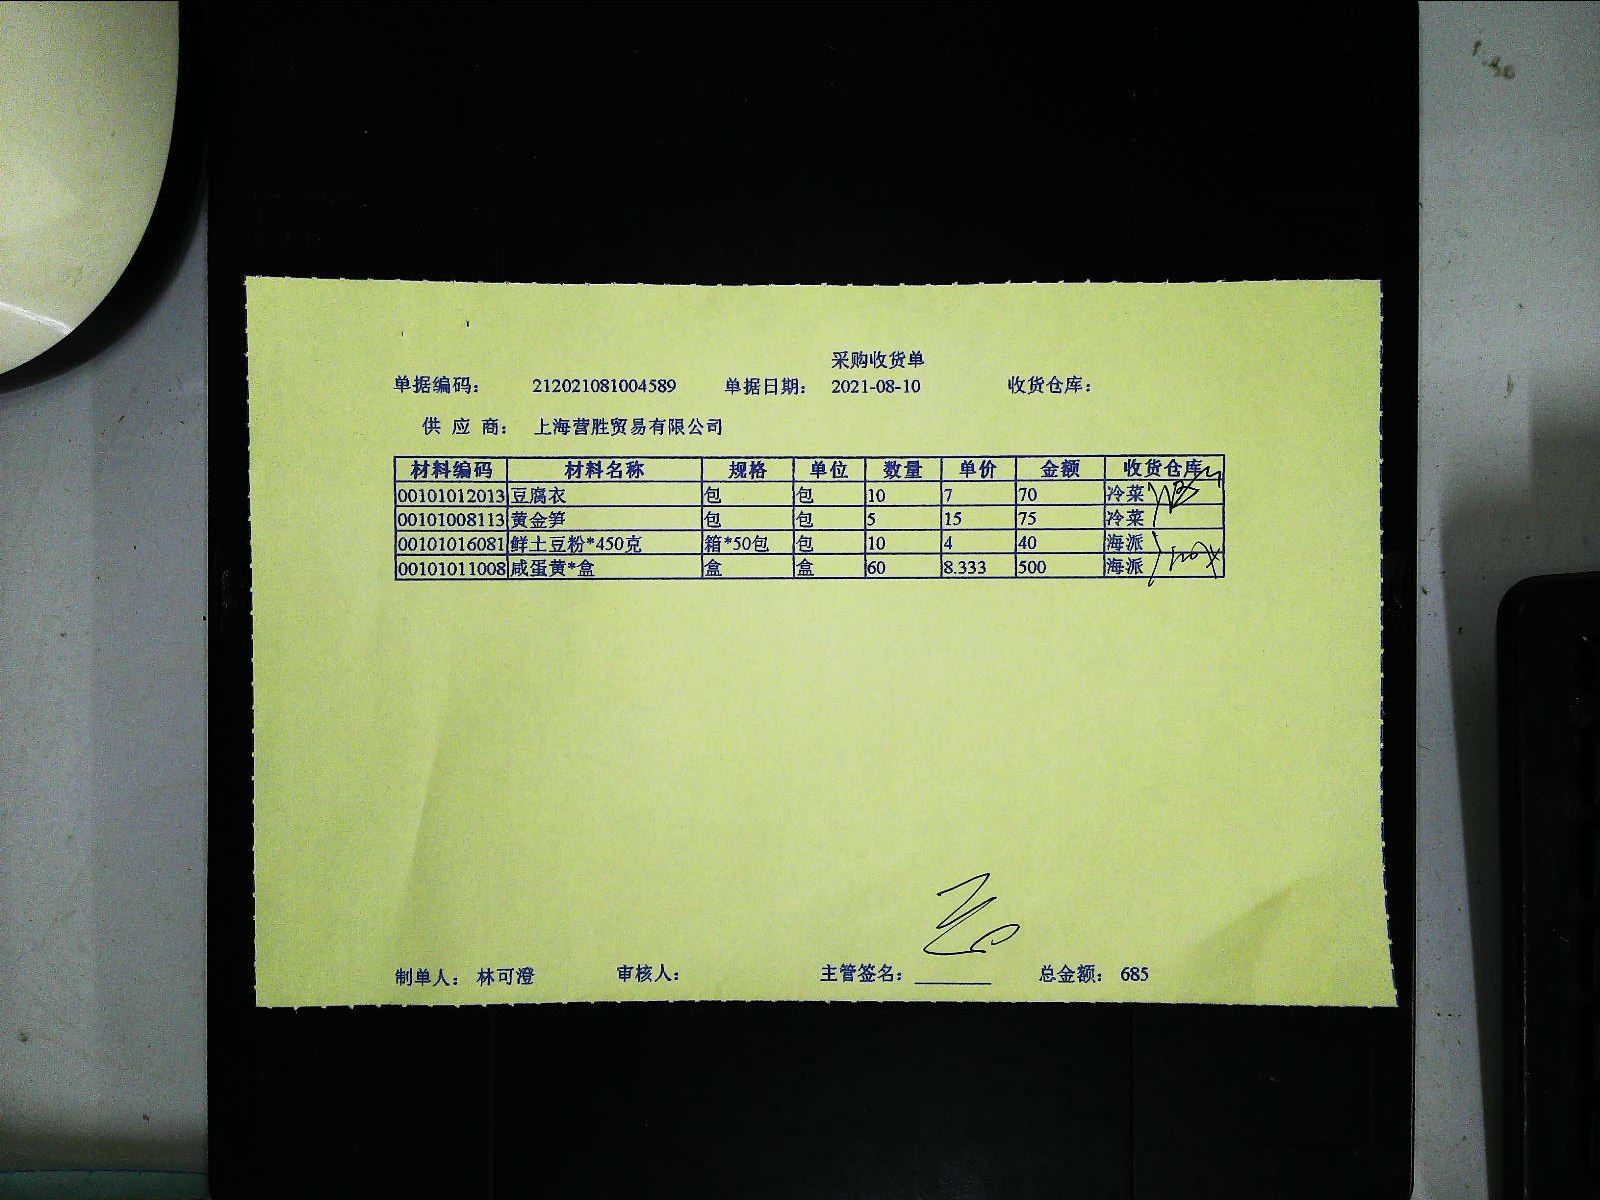 采购收货单
单据编码： 212021081004589 单据日期： 2021-08-10 收货仓库：
供 应 商： 上海营胜贸易有限公司
材料编码 材料名称 规格 单位 数量 单价 金额 收货仓库
00101012013 豆腐衣 包 包 10 7 70 冷菜
00101008113 黄金笋 包 包 5 15 75 冷菜
00101016081 鲜土豆粉*450克 箱*50包 包 10 4 40 海派
00101011008 咸蛋黄*盒 盒 盒 60 8.333 500 海派
制单人： 林可澄 审核人： 主管签名： 总金额： 685